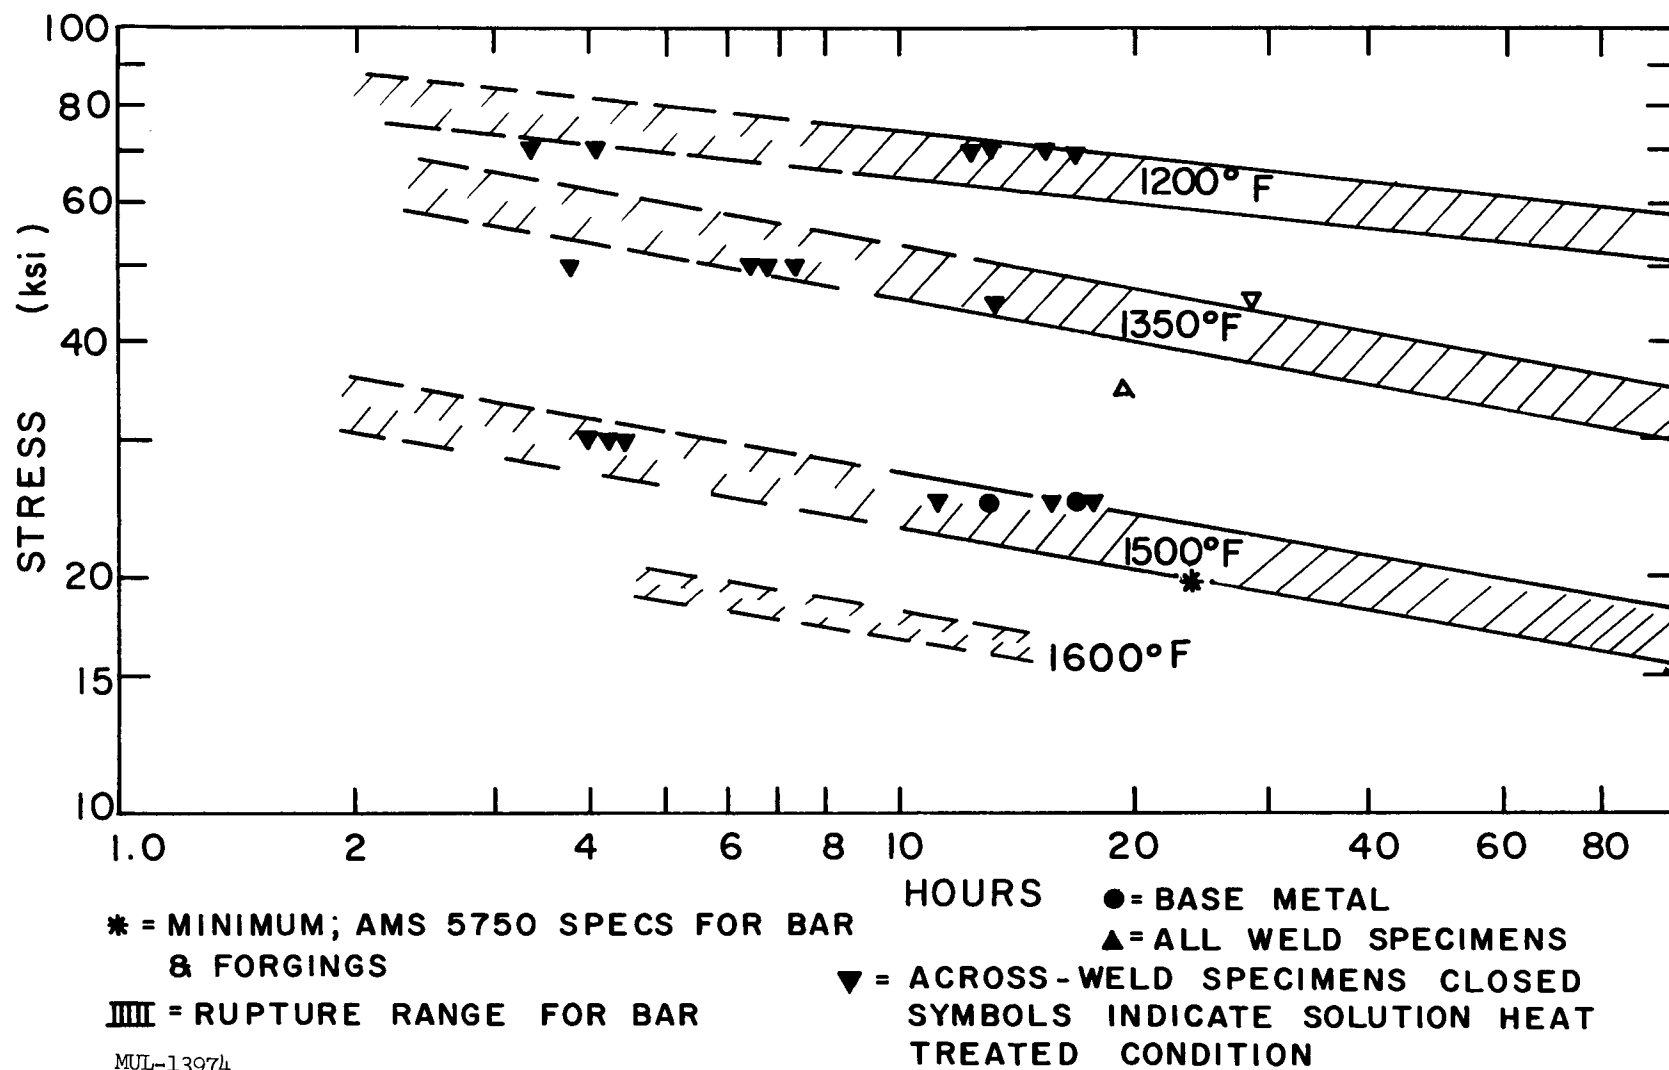 100
80
60
40
20
15
10
STRESS (ksi)
1200° F
1350°F
1500°F
1600°F
1.0 2 4 6 8 10 20 40 60 80
HOURS
* = MINIMUM; AMS 5750 SPECS FOR BAR
& FORGINGS
= RUPTURE RANGE FOR BAR
MUL-13974
●= BASE METAL
▲= ALL WELD SPECIMENS
▼ = ACROSS-WELD SPECIMENS CLOSED
SYMBOLS INDICATE SOLUTION HEAT
TREATED CONDITION